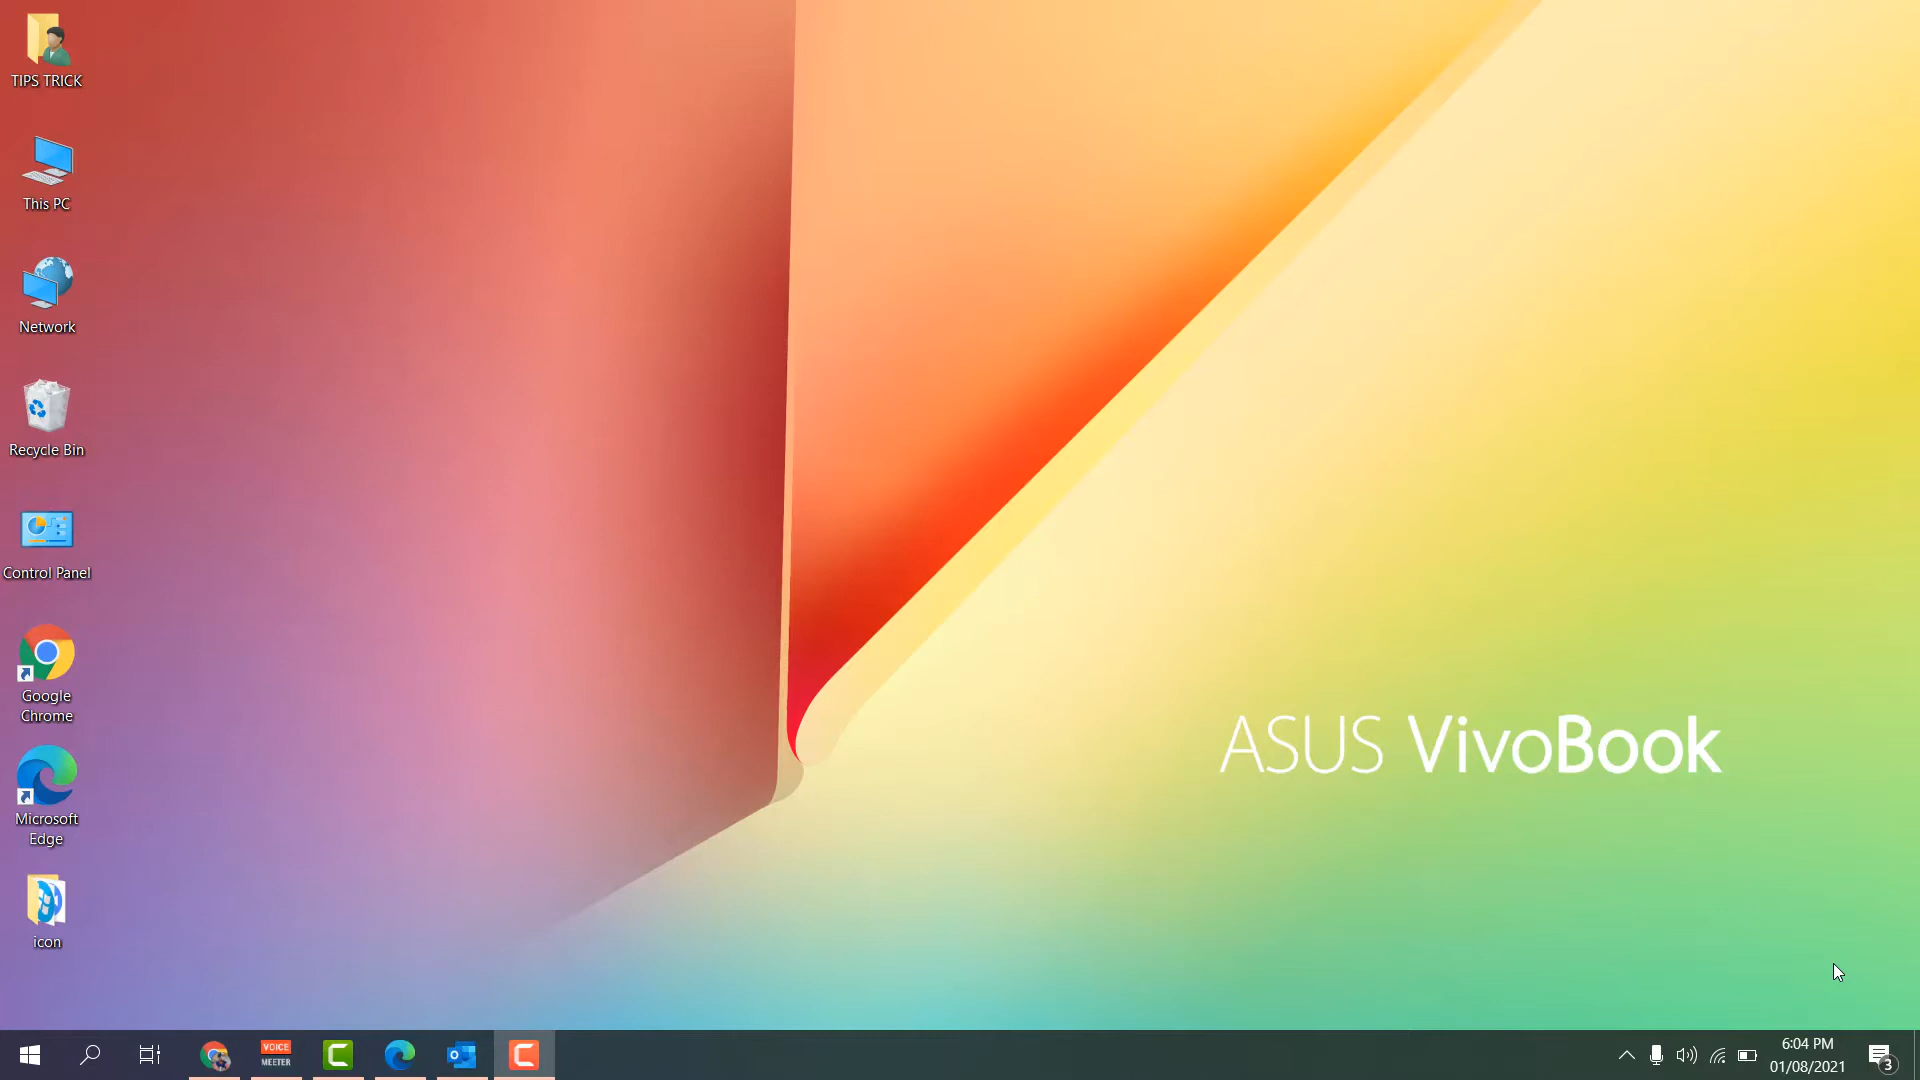 TIPS TRICK
This PC
Network
Recycle Bin
Control Panel
Google
Chrome
Microsoft
Edge
icon
ASUS VivoBook
VOICE
MEETER
6:04 PM
01/08/2021
3